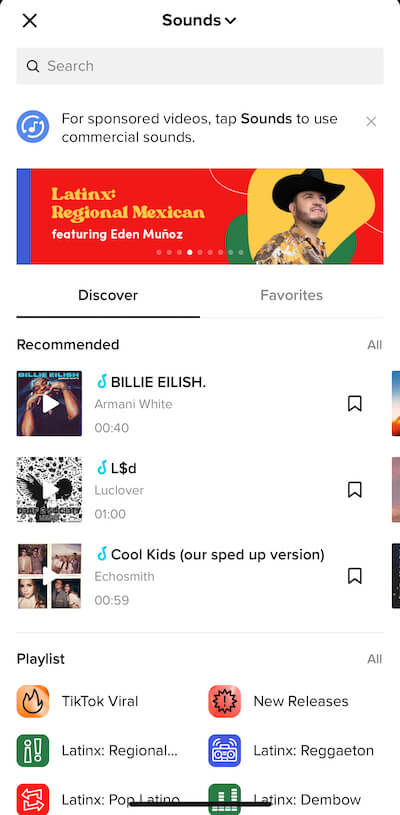 Sounds
Search
For sponsored videos, tap Sounds to use
commercial sounds.
Latinx:
Regional Mexican
featuring Eden Muñoz
Discover
Favorites
Recommended
All
BILLIE EILISH
BILLIE EILISH.
Armani White
00:40
L$d
Luclover
01:00
Cool Kids (our sped up version)
Echosmith
00:59
Playlist
All
TikTok Viral
New Releases
Latinx: Regional...
Latinx: Reggaeton
Latinx: Pop Latino
Latinx: Dembow